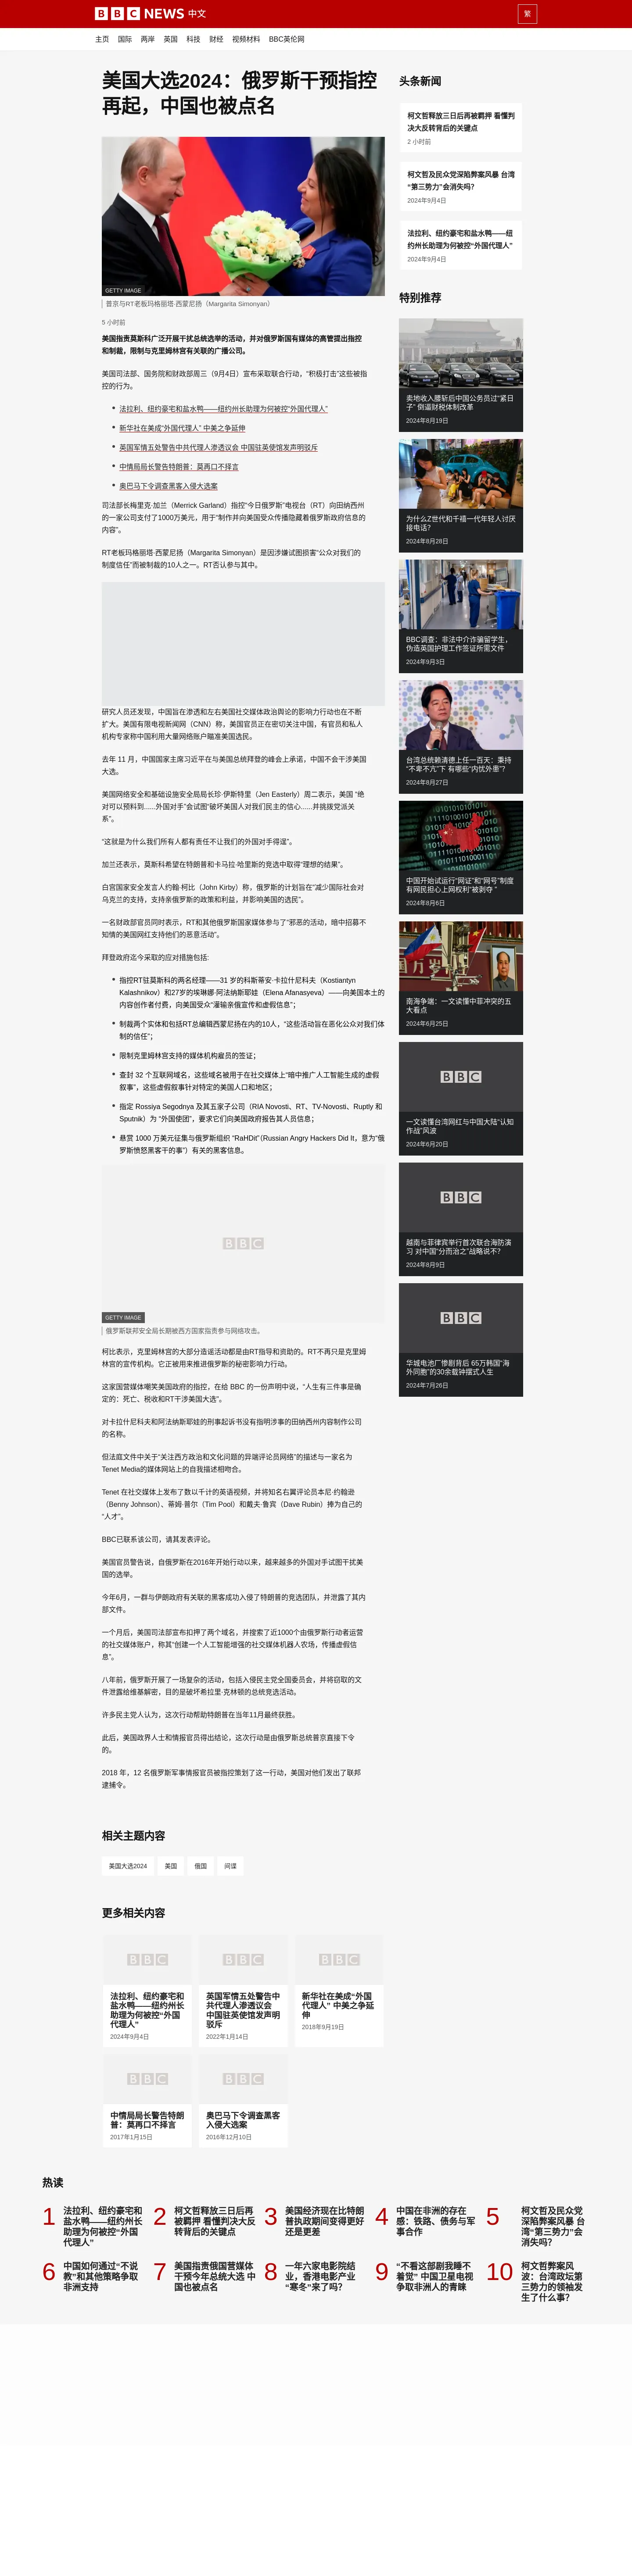 BBC NEWS 中文
繁
主页 国际 两岸 英国 科技 财经 视频材料 BBC英伦网
美国大选2024：俄罗斯干预指控
再起，中国也被点名
GETTY IMAGE
普京与RT老板玛格丽塔·西蒙尼扬（Margarita Simonyan）
5 小时前
美国指责莫斯科广泛开展干扰总统选举的活动，并对俄罗斯国有媒体的高管提出指控
和制裁，限制与克里姆林宫有关联的广播公司。
美国司法部、国务院和财政部周三（9月4日）宣布采取联合行动，“积极打击”这些被指
控的行为。
法拉利、纽约豪宅和盐水鸭——纽约州长助理为何被控“外国代理人”
新华社在美成“外国代理人” 中美之争延伸
英国军情五处警告中共代理人渗透议会 中国驻英使馆发声明驳斥
中情局局长警告特朗普：莫再口不择言
奥巴马下令调查黑客入侵大选案
司法部长梅里克·加兰（Merrick Garland）指控“今日俄罗斯”电视台（RT）向田纳西州
的一家公司支付了1000万美元，用于“制作并向美国受众传播隐藏着俄罗斯政府信息的
内容”。
RT老板玛格丽塔·西蒙尼扬（Margarita Simonyan）是因涉嫌试图损害“公众对我们的
制度信任”而被制裁的10人之一。RT否认参与其中。
研究人员还发现，中国旨在渗透和左右美国社交媒体政治舆论的影响力行动也在不断
扩大。美国有限电视新闻网（CNN）称，美国官员正在密切关注中国，有官员和私人
机构专家称中国利用大量网络账户瞄准美国选民。
去年 11 月，中国国家主席习近平在与美国总统拜登的峰会上承诺，中国不会干涉美国
大选。
美国网络安全和基础设施安全局局长珍·伊斯特里（Jen Easterly）周二表示，美国 “绝
对可以预料到......外国对手”会试图“破坏美国人对我们民主的信心......并挑拨党派关
系”。
“这就是为什么我们所有人都有责任不让我们的外国对手得逞”。
加兰还表示，莫斯科希望在特朗普和卡马拉·哈里斯的竞选中取得“理想的结果”。
白宫国家安全发言人约翰·柯比（John Kirby）称，俄罗斯的计划旨在“减少国际社会对
乌克兰的支持，支持亲俄罗斯的政策和利益，并影响美国的选民”。
一名财政部官员同时表示，RT和其他俄罗斯国家媒体参与了“邪恶的活动，暗中招募不
知情的美国网红支持他们的恶意活动”。
拜登政府迄今采取的应对措施包括:
指控RT驻莫斯科的两名经理——31 岁的科斯蒂安·卡拉什尼科夫（Kostiantyn
Kalashnikov）和27岁的埃琳娜·阿法纳斯耶娃（Elena Afanasyeva）——向美国本土的
内容创作者付费，向美国受众“灌输亲俄宣传和虚假信息”；
制裁两个实体和包括RT总编辑西蒙尼扬在内的10人，“这些活动旨在恶化公众对我们体
制的信任”；
限制克里姆林宫支持的媒体机构雇员的签证；
查封 32 个互联网域名，这些域名被用于在社交媒体上“暗中推广人工智能生成的虚假
叙事”，这些虚假叙事针对特定的美国人口和地区；
指定 Rossiya Segodnya 及其五家子公司（RIA Novosti、RT、TV-Novosti、Ruptly 和
Sputnik）为 “外国使团”，要求它们向美国政府报告其人员信息；
悬赏 1000 万美元征集与俄罗斯组织 “RaHDit”（Russian Angry Hackers Did It，意为“俄
罗斯愤怒黑客干的事”）有关的黑客信息。
BBC
GETTY IMAGE
俄罗斯联邦安全局长期被西方国家指责参与网络攻击。
柯比表示，克里姆林宫的大部分造谣活动都是由RT指导和资助的。RT不再只是克里姆
林宫的宣传机构。它正被用来推进俄罗斯的秘密影响力行动。
这家国营媒体嘲笑美国政府的指控，在给 BBC 的一份声明中说，“人生有三件事是确
定的：死亡、税收和RT干涉美国大选”。
对卡拉什尼科夫和阿法纳斯耶娃的刑事起诉书没有指明涉事的田纳西州内容制作公司
的名称。
但法庭文件中关于“关注西方政治和文化问题的异端评论员网络”的描述与一家名为
Tenet Media的媒体网站上的自我描述相吻合。
Tenet 在社交媒体上发布了数以千计的英语视频，并将知名右翼评论员本尼·约翰逊
（Benny Johnson）、蒂姆·普尔（Tim Pool）和戴夫·鲁宾（Dave Rubin）捧为自己的
“人才”。
BBC已联系该公司，请其发表评论。
美国官员警告说，自俄罗斯在2016年开始行动以来，越来越多的外国对手试图干扰美
国的选举。
今年6月，一群与伊朗政府有关联的黑客成功入侵了特朗普的竞选团队，并泄露了其内
部文件。
一个月后，美国司法部宣布扣押了两个域名，并搜索了近1000个由俄罗斯行动者运营
的社交媒体账户，称其“创建一个人工智能增强的社交媒体机器人农场，传播虚假信
息”。
八年前，俄罗斯开展了一场复杂的活动，包括入侵民主党全国委员会，并将窃取的文
件泄露给维基解密，目的是破坏希拉里·克林顿的总统竞选活动。
许多民主党人认为，这次行动帮助特朗普在当年11月最终获胜。
此后，美国政界人士和情报官员得出结论，这次行动是由俄罗斯总统普京直接下令
的。
2018 年，12 名俄罗斯军事情报官员被指控策划了这一行动，美国对他们发出了联邦
逮捕令。
相关主题内容
美国大选2024 美国 俄国 间谍
更多相关内容
BBC
法拉利、纽约豪宅和
盐水鸭——纽约州长
助理为何被控“外国
代理人”
2024年9月4日
BBC
英国军情五处警告中
共代理人渗透议会
中国驻英使馆发声明
驳斥
2022年1月14日
BBC
新华社在美成“外国
代理人” 中美之争延
伸
2018年9月19日
BBC
中情局局长警告特朗
普：莫再口不择言
2017年1月15日
BBC
奥巴马下令调查黑客
入侵大选案
2016年12月10日
头条新闻
柯文哲释放三日后再被羁押 看懂判
决大反转背后的关键点
2 小时前
柯文哲及民众党深陷弊案风暴 台湾
“第三势力”会消失吗？
2024年9月4日
法拉利、纽约豪宅和盐水鸭——纽
约州长助理为何被控“外国代理人”
2024年9月4日
特别推荐
卖地收入腰斩后中国公务员过“紧日
子” 倒逼财税体制改革
2024年8月19日
为什么Z世代和千禧一代年轻人讨厌
接电话？
2024年8月28日
BBC调查：非法中介诈骗留学生，
伪造英国护理工作签证所需文件
2024年9月3日
台湾总统赖清德上任一百天：秉持
“不卑不亢”下 有哪些“内忧外患”？
2024年8月27日
中国开始试运行“网证”和“网号”制度
有网民担心上网权利“被剥夺 ”
2024年8月6日
南海争端：一文读懂中菲冲突的五
大看点
2024年6月25日
BBC
一文读懂台湾网红与中国大陆“认知
作战”风波
2024年6月20日
BBC
越南与菲律宾举行首次联合海防演
习 对中国“分而治之”战略说不？
2024年8月9日
BBC
华城电池厂惨剧背后 65万韩国“海
外同胞”的30余载钟摆式人生
2024年7月26日
热读
1 法拉利、纽约豪宅和
盐水鸭——纽约州长
助理为何被控“外国
代理人”
2 柯文哲释放三日后再
被羁押 看懂判决大反
转背后的关键点
3 美国经济现在比特朗
普执政期间变得更好
还是更差
4 中国在非洲的存在
感：铁路、债务与军
事合作
5 柯文哲及民众党
深陷弊案风暴 台
湾“第三势力”会
消失吗？
6 中国如何通过“不说
教”和其他策略争取
非洲支持
7 美国指责俄国营媒体
干预今年总统大选 中
国也被点名
8 一年六家电影院结
业，香港电影产业
“寒冬”来了吗？
9 “不看这部剧我睡不
着觉” 中国卫星电视
争取非洲人的青睐
10 柯文哲弊案风
波：台湾政坛第
三势力的领袖发
生了什么事？